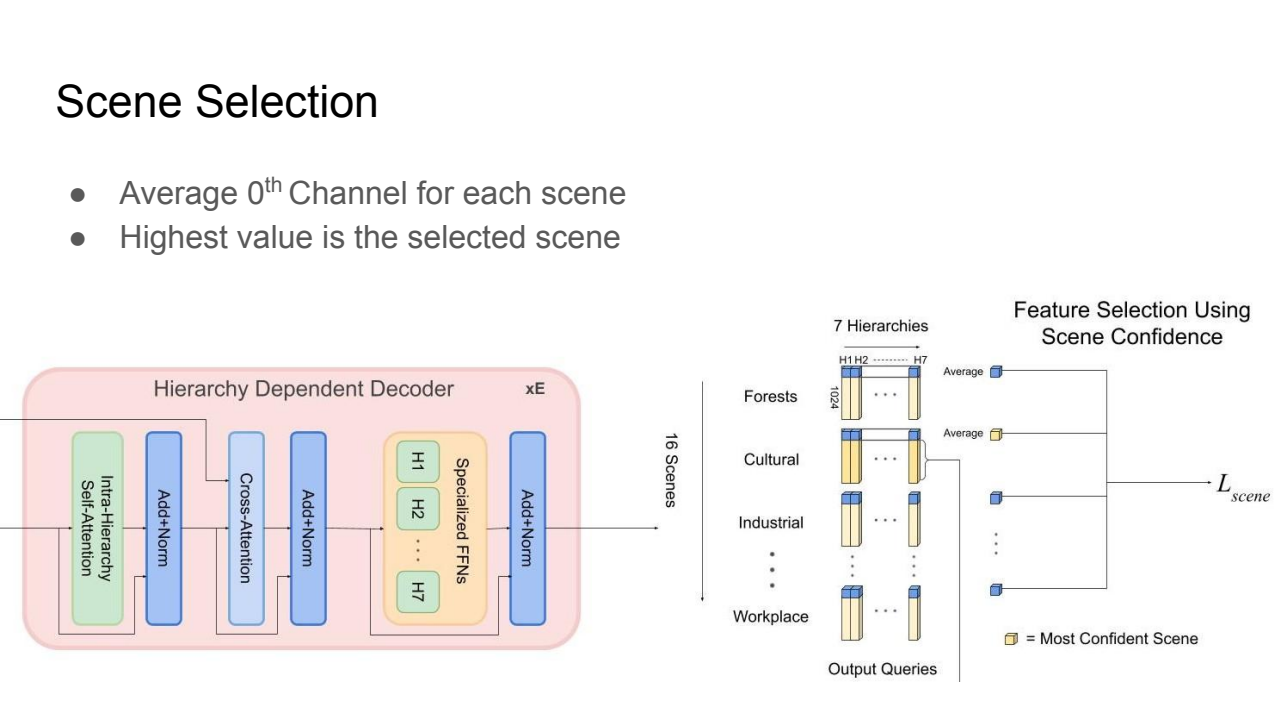 Scene Selection
● Average 0th Channel for each scene
● Highest value is the selected scene
Hierarchy Dependent Decoder
xE
Intra-Hierarchy
Self-Attention
Add+Norm
Cross-Attention
Add+Norm
H1
H2
H7
Specialized FFNs
Add+Norm
16 Scenes
7 Hierarchies
H1 H2 H7
1024
Forests
Cultural
Industrial
Workplace
Output Queries
Feature Selection Using
Scene Confidence
Average
Average
Lscene
= Most Confident Scene